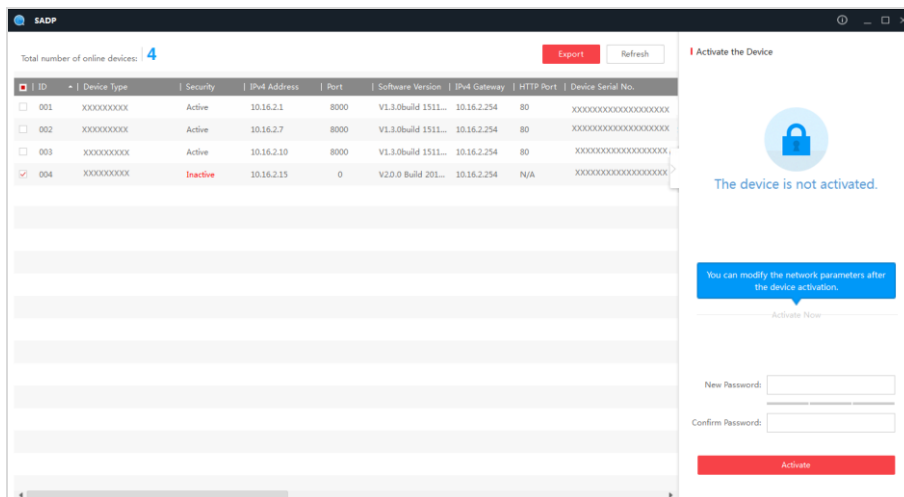 SADP
Total number of online devices: 4
Export
Refresh
ID Device Type Security IPv4 Address Port Software Version IPv4 Gateway HTTP Port Device Serial No.
001 XXXXXXXXX Active 10.16.2.1 8000 V1.3.0build 1511... 10.16.2.254 80 XXXXXXXXXXXXXXXXXX
002 XXXXXXXXX Active 10.16.2.7 8000 V1.3.0build 1511... 10.16.2.254 80 XXXXXXXXXXXXXXXXXX
003 XXXXXXXXX Active 10.16.2.10 8000 V1.3.0build 1511... 10.16.2.254 80 XXXXXXXXXXXXXXXXX.
004 XXXXXXXXX Inactive 10.16.2.15 0 V2.0.0 Build 201... 10.16.2.254 N/A XXXXXXXXXXXXXXXXX
Activate the Device
The device is not activated.
You can modify the network parameters after
the device activation.
Activate Now
New Password:
Confirm Password:
Activate